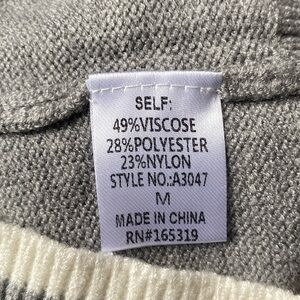 SELF:
49%VISCOSE
28%POLYESTER
23%NYLON
STYLE NO.:A3047
M
MADE IN CHINA
RN#165319